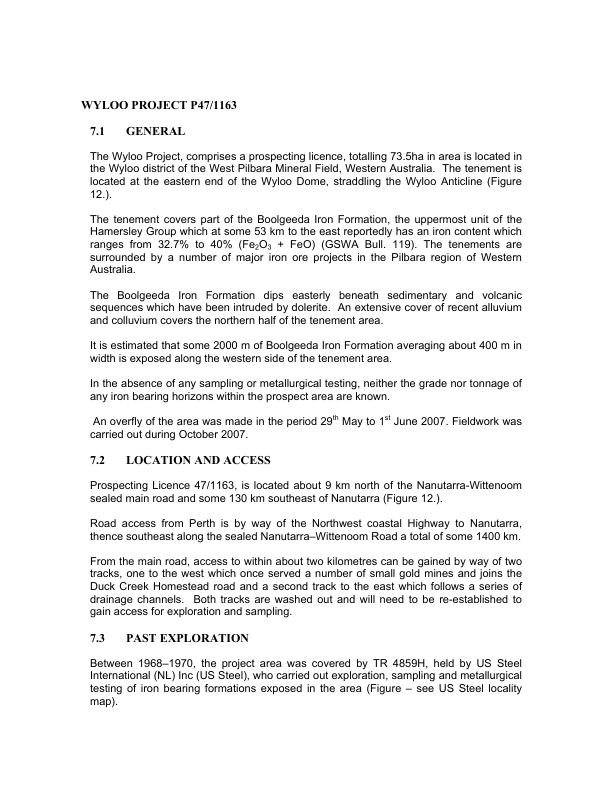 WYLOO PROJECT P47/1163
7.1 GENERAL
The Wyloo Project, comprises a prospecting licence, totalling 73.5ha in area is located in
the Wyloo district of the West Pilbara Mineral Field, Western Australia. The tenement is
located at the eastern end of the Wyloo Dome, straddling the Wyloo Anticline (Figure
12.).
The tenement covers part of the Boolgeeda Iron Formation, the uppermost unit of the
Hamersley Group which at some 53 km to the east reportedly has an iron content which
ranges from 32.7% to 40% (Fe₂O₃ + FeO) (GSWA Bull. 119). The tenements are
surrounded by a number of major iron ore projects in the Pilbara region of Western
Australia.
The Boolgeeda Iron Formation dips easterly beneath sedimentary and volcanic
sequences which have been intruded by dolerite. An extensive cover of recent alluvium
and colluvium covers the northern half of the tenement area.
It is estimated that some 2000 m of Boolgeeda Iron Formation averaging about 400 m in
width is exposed along the western side of the tenement area.
In the absence of any sampling or metallurgical testing, neither the grade nor tonnage of
any iron bearing horizons within the prospect area are known.
An overfly of the area was made in the period 29th May to 1st June 2007. Fieldwork was
carried out during October 2007.
7.2 LOCATION AND ACCESS
Prospecting Licence 47/1163, is located about 9 km north of the Nanutarra-Wittenoom
sealed main road and some 130 km southeast of Nanutarra (Figure 12.).
Road access from Perth is by way of the Northwest coastal Highway to Nanutarra,
thence southeast along the sealed Nanutarra–Wittenoom Road a total of some 1400 km.
From the main road, access to within about two kilometres can be gained by way of two
tracks, one to the west which once served a number of small gold mines and joins the
Duck Creek Homestead road and a second track to the east which follows a series of
drainage channels. Both tracks are washed out and will need to be re-established to
gain access for exploration and sampling.
7.3 PAST EXPLORATION
Between 1968–1970, the project area was covered by TR 4859H, held by US Steel
International (NL) Inc (US Steel), who carried out exploration, sampling and metallurgical
testing of iron bearing formations exposed in the area (Figure – see US Steel locality
map).